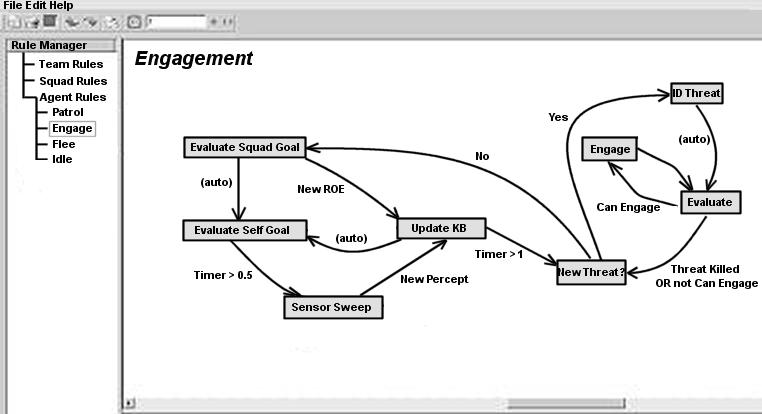 File Edit Help
Rule Manager
Team Rules
Squad Rules
Agent Rules
Patrol
Engage
Flee
Idle
Engagement
ID Threat
Yes
(auto)
Evaluate Squad Goal
Engage
No
(auto)
New ROE
Can Engage
Evaluate
Evaluate Self Goal
(auto)
Update KB
Timer > 1
Timer > 0.5
New Percept
New Threat?
Threat Killed
OR not Can Engage
Sensor Sweep